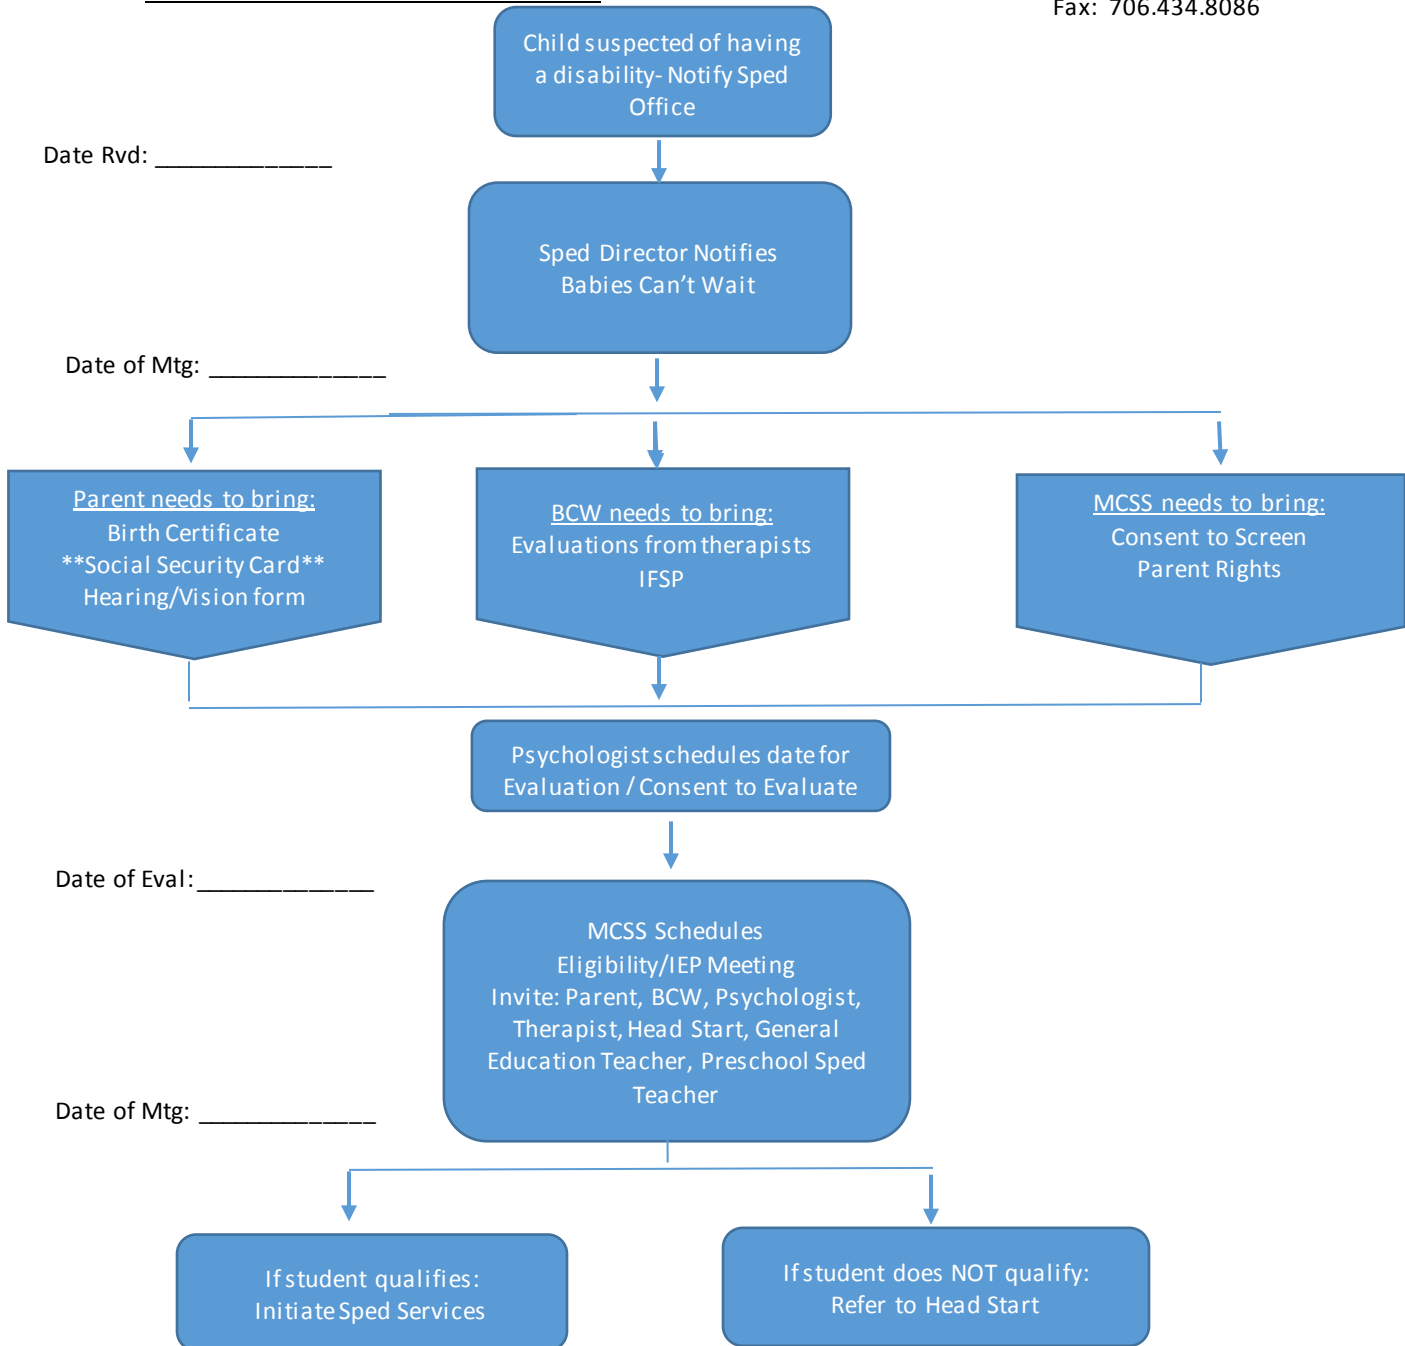 Fax: 706.434.8086
Child suspected of having
a disability- Notify Sped
Office
Date Rvd: ______________
Sped Director Notifies
Babies Can’t Wait
Date of Mtg: ______________
Parent needs to bring:
Birth Certificate
**Social Security Card**
Hearing/Vision form
BCW needs to bring:
Evaluations from therapists
IFSP
MCSS needs to bring:
Consent to Screen
Parent Rights
Psychologist schedules date for
Evaluation / Consent to Evaluate
Date of Eval: ______________
MCSS Schedules
Eligibility/IEP Meeting
Invite: Parent, BCW, Psychologist,
Therapist, Head Start, General
Education Teacher, Preschool Sped
Teacher
Date of Mtg: ______________
If student qualifies:
Initiate Sped Services
If student does NOT qualify:
Refer to Head Start